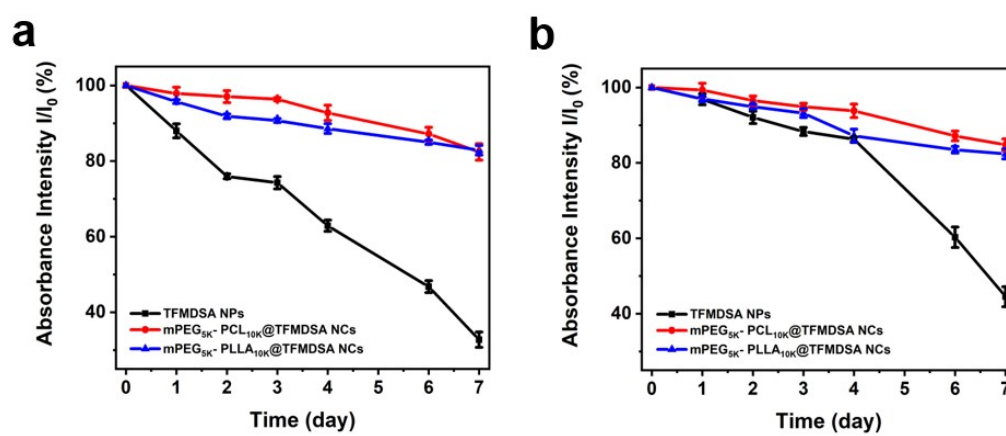 a
Absorbance Intensity I/I₀ (%)
100
80
60
40
TFMDSA NPs
mPEG₅ₖ- PCL₁₀ₖ@TFMDSA NCs
mPEG₅ₖ- PLLA₁₀ₖ@TFMDSA NCs
0 1 2 3 4 5 6 7
Time (day)
b
Absorbance Intensity I/I₀ (%)
100
80
60
40
TFMDSA NPs
mPEG₅ₖ- PCL₁₀ₖ@TFMDSA NCs
mPEG₅ₖ- PLLA₁₀ₖ@TFMDSA NCs
0 1 2 3 4 5 6 7
Time (day)